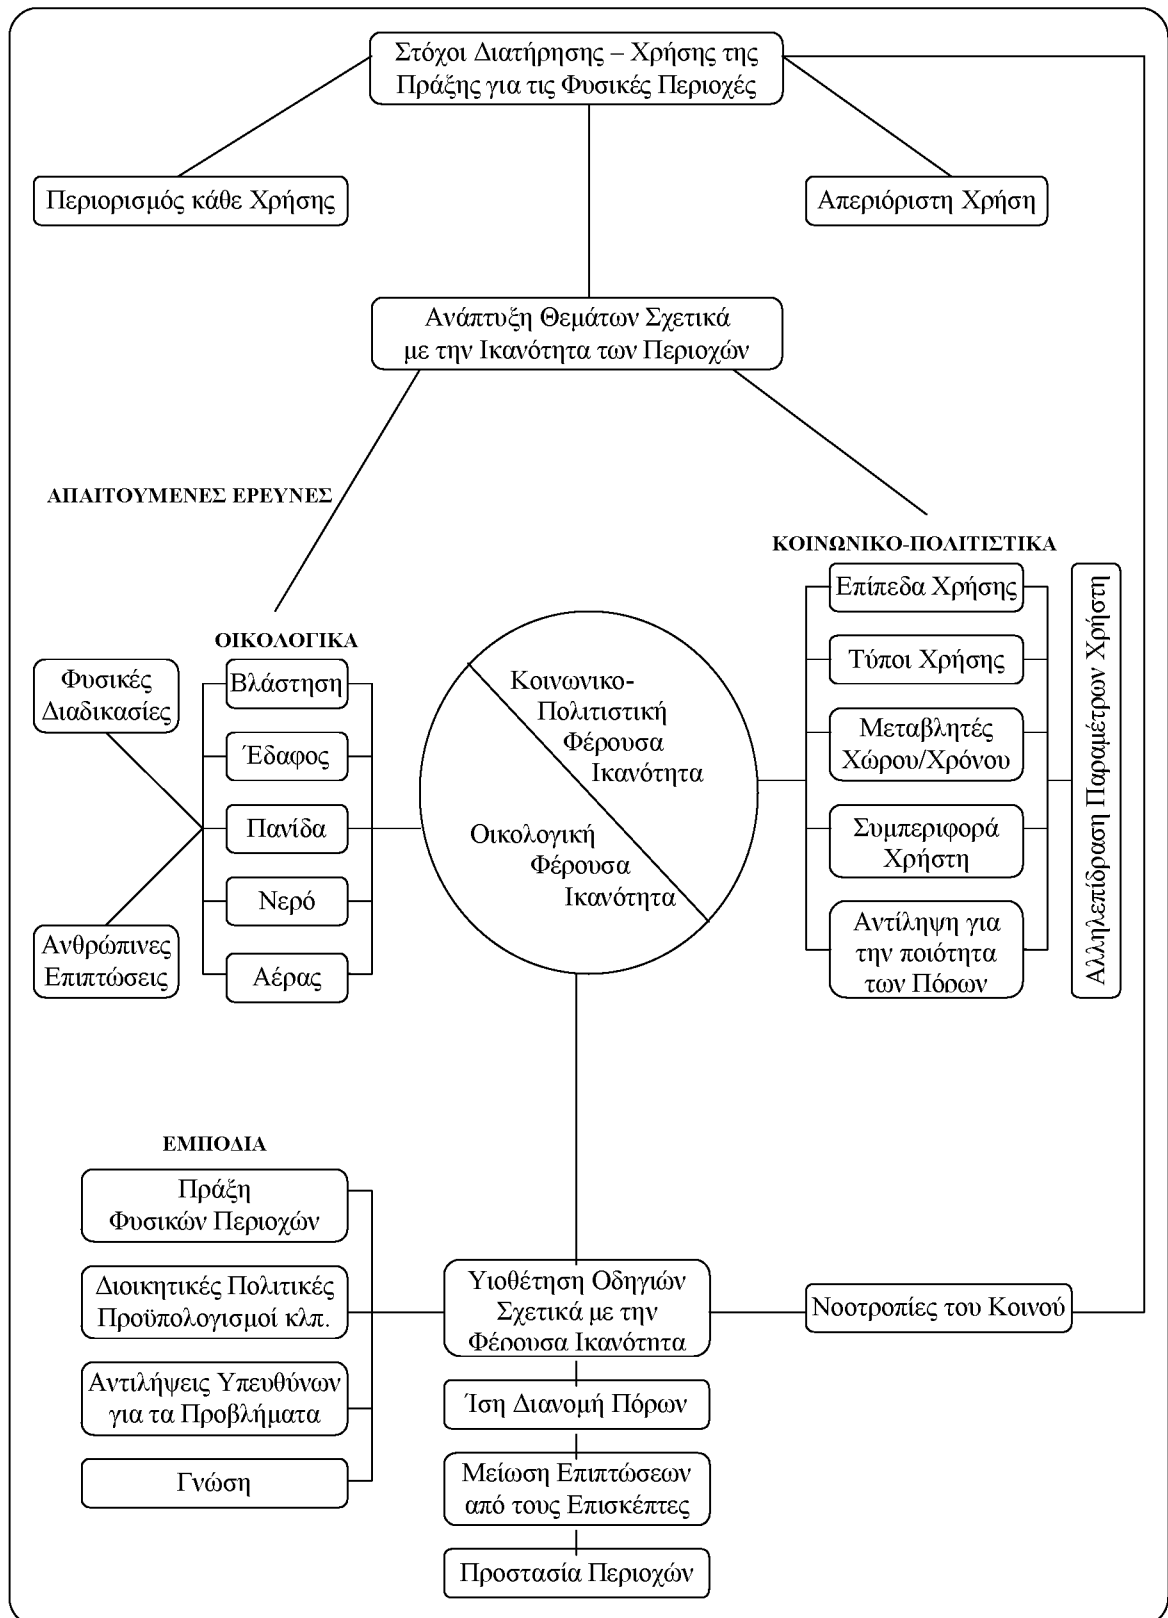 Στόχοι Διατήρησης – Χρήσης της
Πράξης για τις Φυσικές Περιοχές
Περιορισμός κάθε Χρήσης
Απεριόριστη Χρήση
Ανάπτυξη Θεμάτων Σχετικά
με την Ικανότητα των Περιοχών
ΑΠΑΙΤΟΥΜΕΝΕΣ ΕΡΕΥΝΕΣ
ΟΙΚΟΛΟΓΙΚΑ
Φυσικές
Διαδικασίες
Ανθρώπινες
Επιπτώσεις
Βλάστηση
Έδαφος
Πανίδα
Νερό
Αέρας
Κοινωνικο-
Πολιτιστική
Φέρουσα
Ικανότητα
Οικολογική
Φέρουσα
Ικανότητα
ΚΟΙΝΩΝΙΚΟ-ΠΟΛΙΤΙΣΤΙΚΑ
Επίπεδα Χρήσης
Τύποι Χρήσης
Μεταβλητές
Χώρου/Χρόνου
Συμπεριφορά
Χρήστη
Αντίληψη για
την ποιότητα
των Πόρων
Αλληλεπίδραση Παραμέτρων Χρήστη
ΕΜΠΟΔΙΑ
Πράξη
Φυσικών Περιοχών
Διοικητικές Πολιτικές
Προϋπολογισμοί κλπ.
Αντιλήψεις Υπευθύνων
για τα Προβλήματα
Γνώση
Υιοθέτηση Οδηγιών
Σχετικά με την
Φέρουσα Ικανότητα
Νοοτροπίες του Κοινού
Ίση Διανομή Πόρων
Μείωση Επιπτώσεων
από τους Επισκέπτες
Προστασία Περιοχών